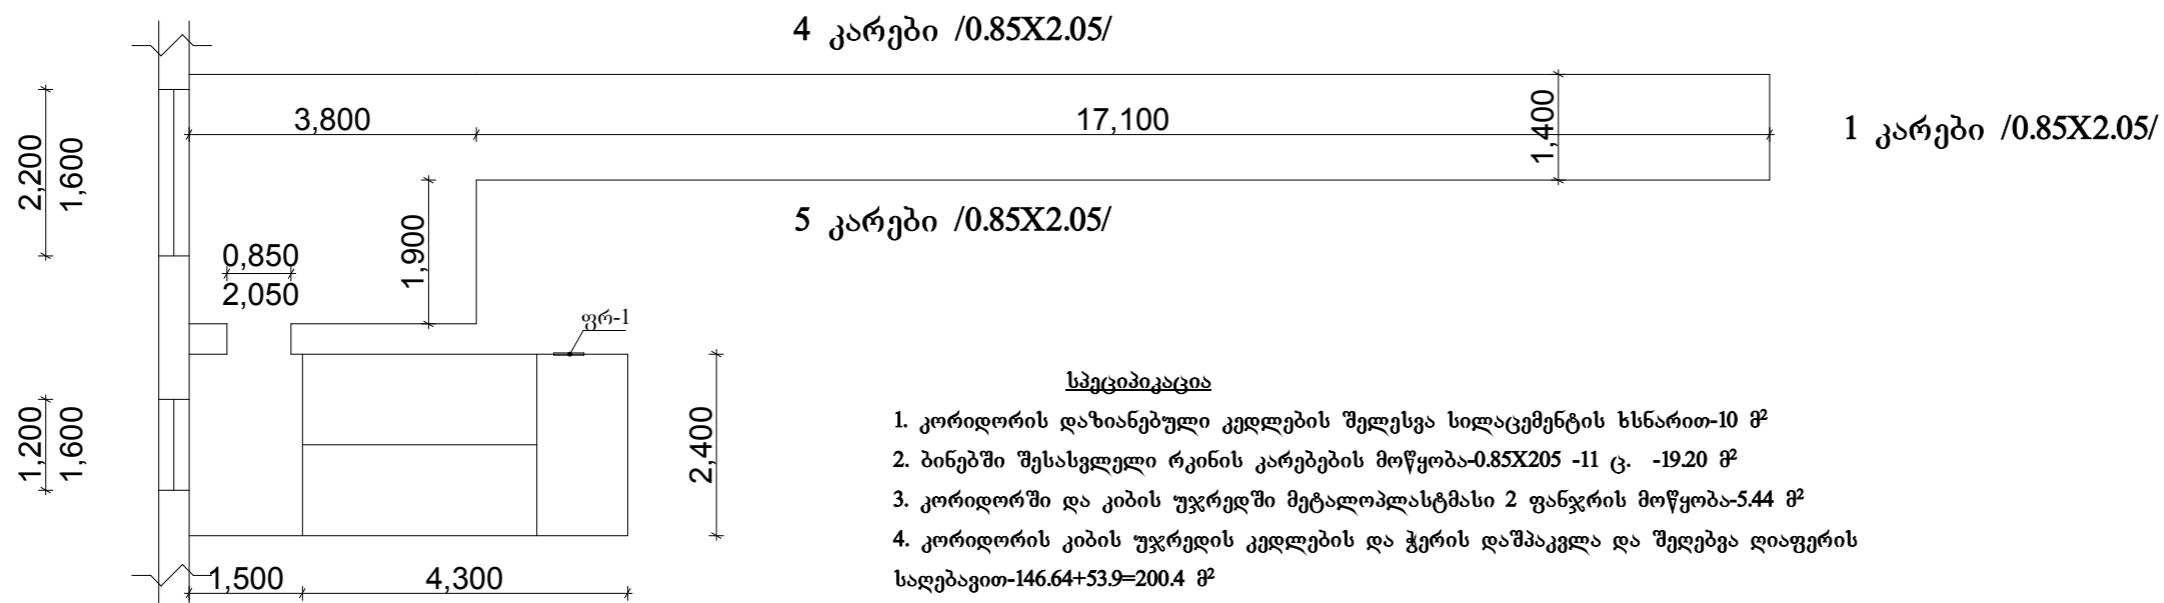 4 კარები /0.85X2.05/
3,800
17,100
1,400
1 კარები /0.85X2.05/
2,200
1,600
5 კარები /0.85X2.05/
0,850
2,050
1,900
ფრ-1
1,200
1,600
2,400
1,500
4,300
სპეციპიკაცია
1. კორიდორის დაზიანებული კედლების შელესვა სილაცემენტის ხსნარით-10 მ²
2. ბინებში შესასვლელი რკინის კარებების მოწყობა-0.85X205 -11 ც. -19.20 მ²
3. კორიდორში და კიბის უჯრედში მეტალოპლასტმასი 2 ფანჯრის მოწყობა-5.44 მ²
4. კორიდორის კიბის უჯრედის კედლების და ჭერის დაშპაკვლა და შეღებვა ღიაფერის
საღებავით-146.64+53.9=200.4 მ²